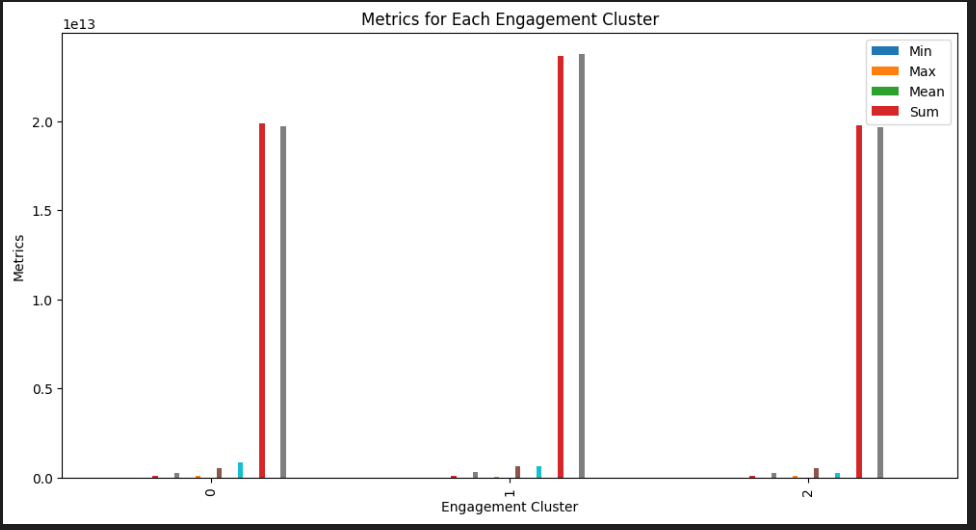 Metrics for Each Engagement Cluster
1e13
Min
Max
Mean
Sum
2.0
1.5
1.0
0.5
0.0
Metrics
0
1
2
Engagement Cluster